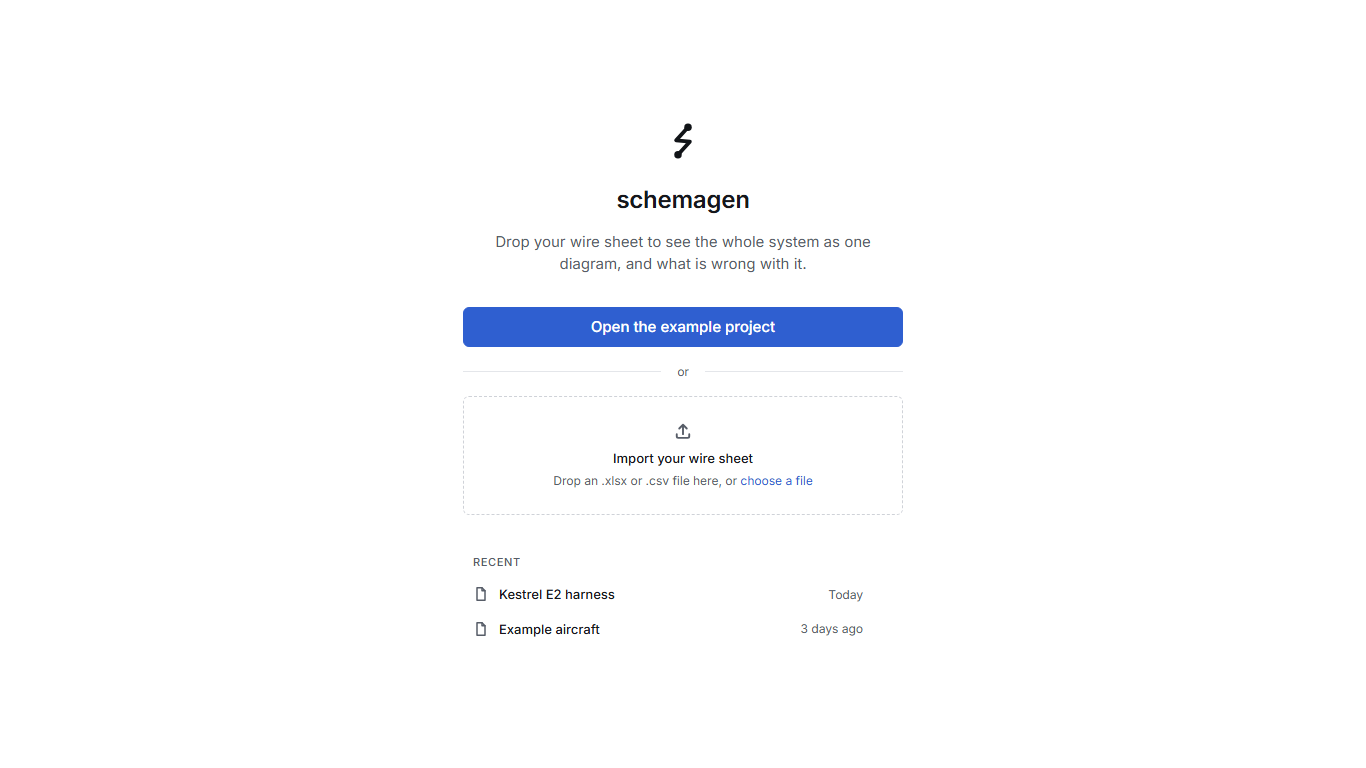 schemagen
Drop your wire sheet to see the whole system as one
diagram, and what is wrong with it.
Open the example project
or
Import your wire sheet
Drop an .xlsx or .csv file here, or choose a file
RECENT
Kestrel E2 harness Today
Example aircraft 3 days ago